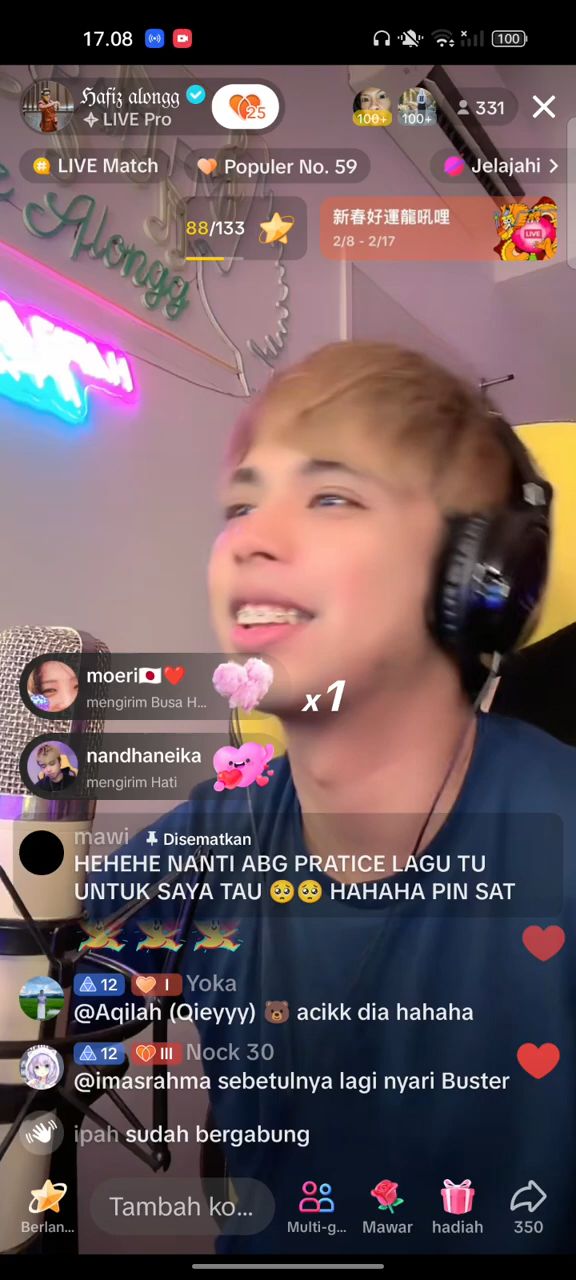 17.08
100
Hafiz alongg
25
LIVE Pro
100+
100+
331
LIVE Match
Populer No. 59
Jelajahi
88/133
新春好運龍吼哩
2/8 - 2/17
LIVE
Alongg
moeri🇯🇵❤️
mengirim Busa H...
x1
nandhaneika
mengirim Hati
mawi Disematkan
HEHEHE NANTI ABG PRATICE LAGU TU
UNTUK SAYA TAU 🥺🥺 HAHAHA PIN SAT
12 I Yoka
@Aqilah (Qieyyy) 🐻 acikk dia hahaha
12 III Nock 30
@imasrahma sebetulnya lagi nyari Buster
ipah sudah bergabung
Berlan...
Tambah ko...
Multi-g...
Mawar
hadiah
350